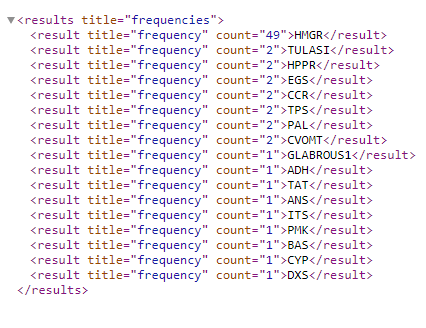 <results title="frequencies">
<result title="frequency" count="49">HMGR</result>
<result title="frequency" count="2">TULASI</result>
<result title="frequency" count="2">HPPR</result>
<result title="frequency" count="2">EGS</result>
<result title="frequency" count="2">CCR</result>
<result title="frequency" count="2">TPS</result>
<result title="frequency" count="2">PAL</result>
<result title="frequency" count="2">CVOMT</result>
<result title="frequency" count="1">GLABROUS1</result>
<result title="frequency" count="1">ADH</result>
<result title="frequency" count="1">TAT</result>
<result title="frequency" count="1">ANS</result>
<result title="frequency" count="1">ITS</result>
<result title="frequency" count="1">PMK</result>
<result title="frequency" count="1">BAS</result>
<result title="frequency" count="1">CYP</result>
<result title="frequency" count="1">DXS</result>
</results>